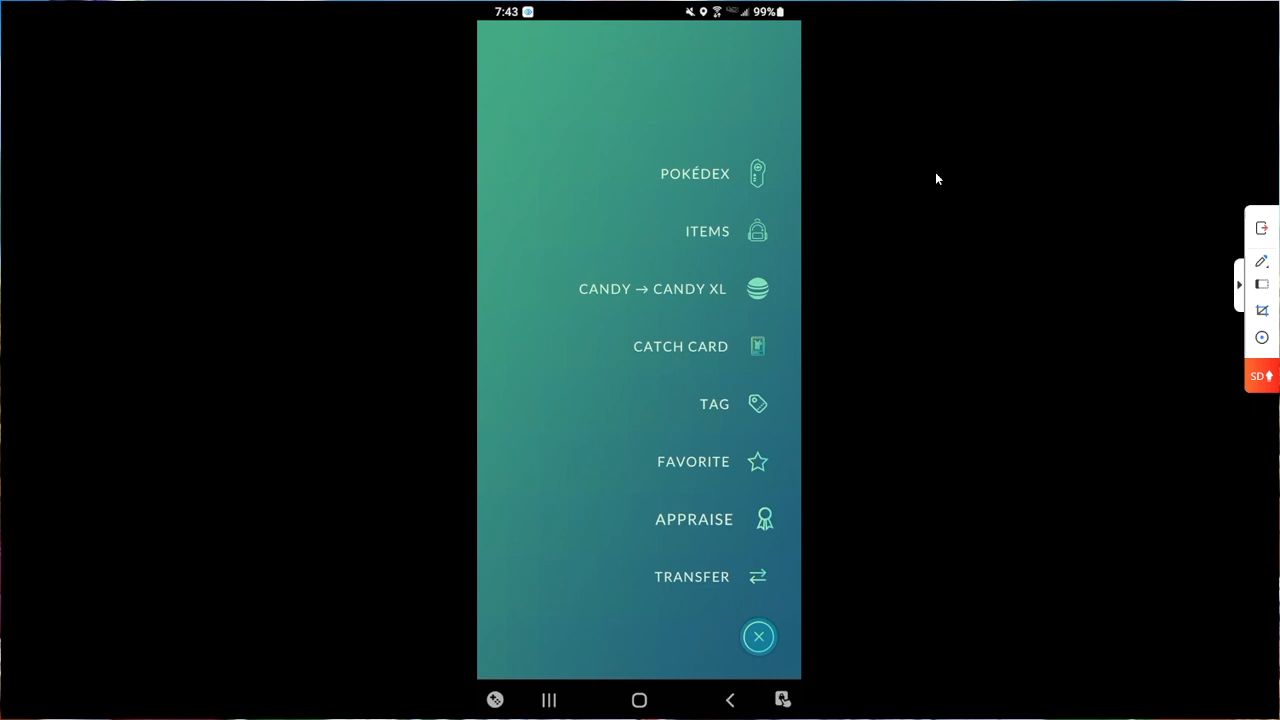 7:43 99%
POKÉDEX
ITEMS
CANDY → CANDY XL
CATCH CARD
TAG
FAVORITE
APPRAISE
TRANSFER
SD